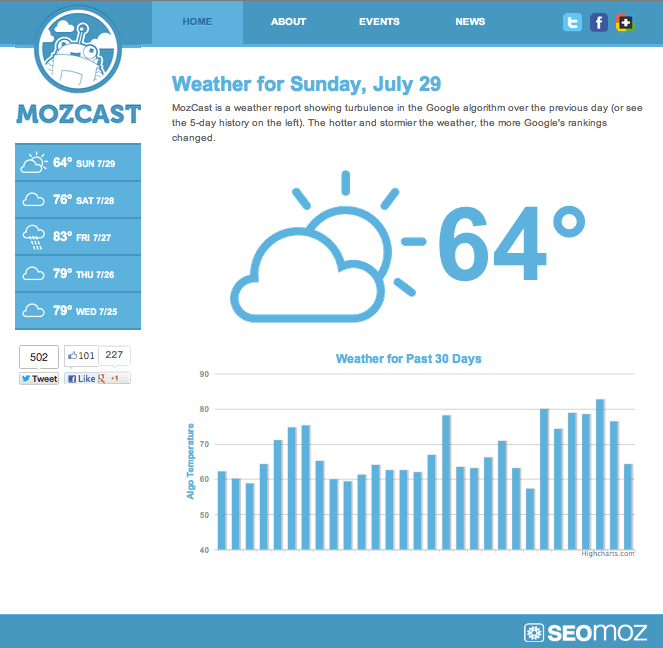 HOME
ABOUT
EVENTS
NEWS
MOZCAST
64° SUN 7/29
76° SAT 7/28
83° FRI 7/27
79° THU 7/26
79° WED 7/25
502
Tweet
101
Like
227
+1
Weather for Sunday, July 29
MozCast is a weather report showing turbulence in the Google algorithm over the previous day (or see
the 5-day history on the left). The hotter and stormier the weather, the more Google's rankings
changed.
64°
Weather for Past 30 Days
Algo Temperature
90
80
70
60
50
40
Highcharts.com
SEOmoz